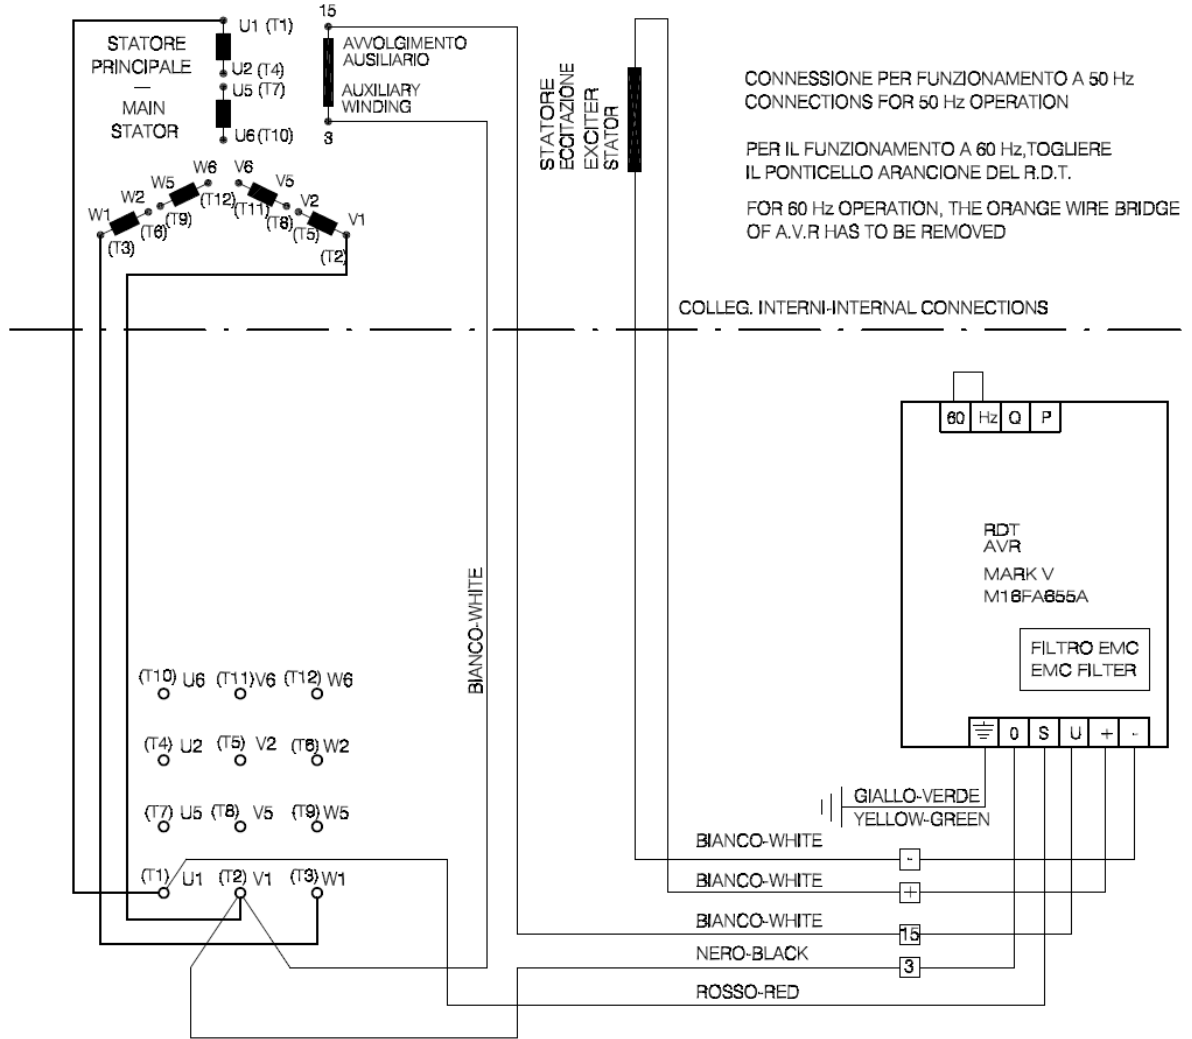 STATORE
PRINCIPALE
—
MAIN
STATOR
U1 (T1)
U2 (T4)
U5 (T7)
U6 (T10)
15
AVVOLGIMENTO
AUSILIARIO
AUXILIARY
WINDING
3
W6
W5
(T12)
W2
(T9)
W1
(T6)
(T3)
V6
V5
(T11)
V2
(T8)
V1
(T5)
(T2)
STATORE
ECCITAZIONE
EXCITER
STATOR
CONNESSIONE PER FUNZIONAMENTO A 50 Hz
CONNECTIONS FOR 50 Hz OPERATION
PER IL FUNZIONAMENTO A 60 Hz,TOGLIERE
IL PONTICELLO ARANCIONE DEL R.D.T.
FOR 60 Hz OPERATION, THE ORANGE WIRE BRIDGE
OF A.V.R HAS TO BE REMOVED
COLLEG. INTERNI-INTERNAL CONNECTIONS
60 Hz Q P
RDT
AVR
MARK V
M16FA655A
FILTRO EMC
EMC FILTER
0 S U + -
BIANCO-WHITE
(T10) U6 (T11) V6 (T12) W6
(T4) U2 (T5) V2 (T6) W2
(T7) U5 (T8) V5 (T9) W5
(T1) U1 (T2) V1 (T3) W1
GIALLO-VERDE
YELLOW-GREEN
BIANCO-WHITE -
BIANCO-WHITE +
BIANCO-WHITE 15
NERO-BLACK 3
ROSSO-RED